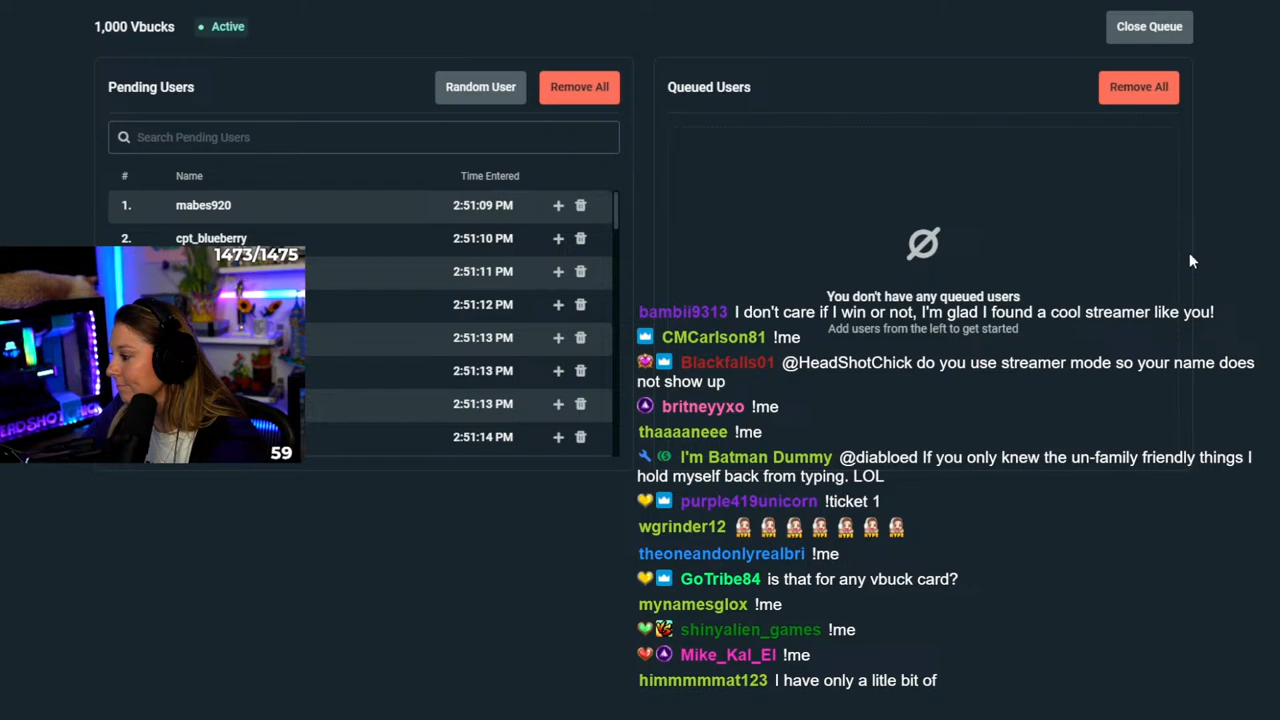 1,000 Vbucks
Active
Close Queue
Pending Users
Random User
Remove All
Queued Users
Remove All
Search Pending Users
# Name Time Entered
1. mabes920 2:51:09 PM
2. cpt_blueberry 2:51:10 PM
2:51:11 PM
2:51:12 PM
2:51:13 PM
2:51:13 PM
2:51:13 PM
2:51:14 PM
1473/1475
59
You don't have any queued users
Add users from the left to get started
bambii9313 I don't care if I win or not, I'm glad I found a cool streamer like you!
CMCarlson81 !me
Blackfalls01 @HeadShotChick do you use streamer mode so your name does
not show up
britneyyxo !me
thaaaneee !me
I'm Batman Dummy @diabloed If you only knew the un-family friendly things I
hold myself back from typing. LOL
purple419unicorn !ticket 1
wgrinder12
theoneandonlyrealbri !me
GoTribe84 is that for any vbuck card?
mynamesglox !me
shinyalien_games !me
Mike_Kal_El !me
himmmmmat123 I have only a litle bit of